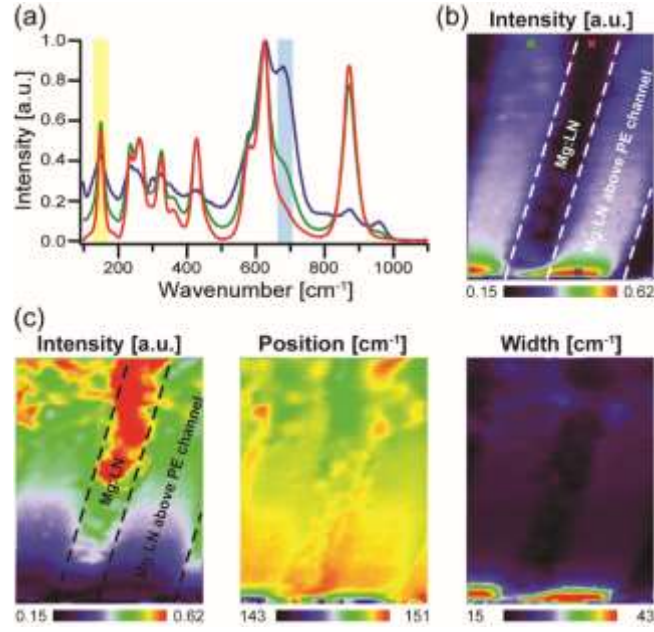 (a)
1.0
0.8
0.6
0.4
0.2
0.0
Intensity [a.u.]
200 400 600 800 1000
Wavenumber [cm⁻¹]
(b)
Intensity [a.u.]
Mg:LN
Mg:LN above PE channel
0.15 0.62
(c)
Intensity [a.u.]
Mg:LN
Mg:LN above PE channel
0.15 0.62
Position [cm⁻¹]
143 151
Width [cm⁻¹]
15 43